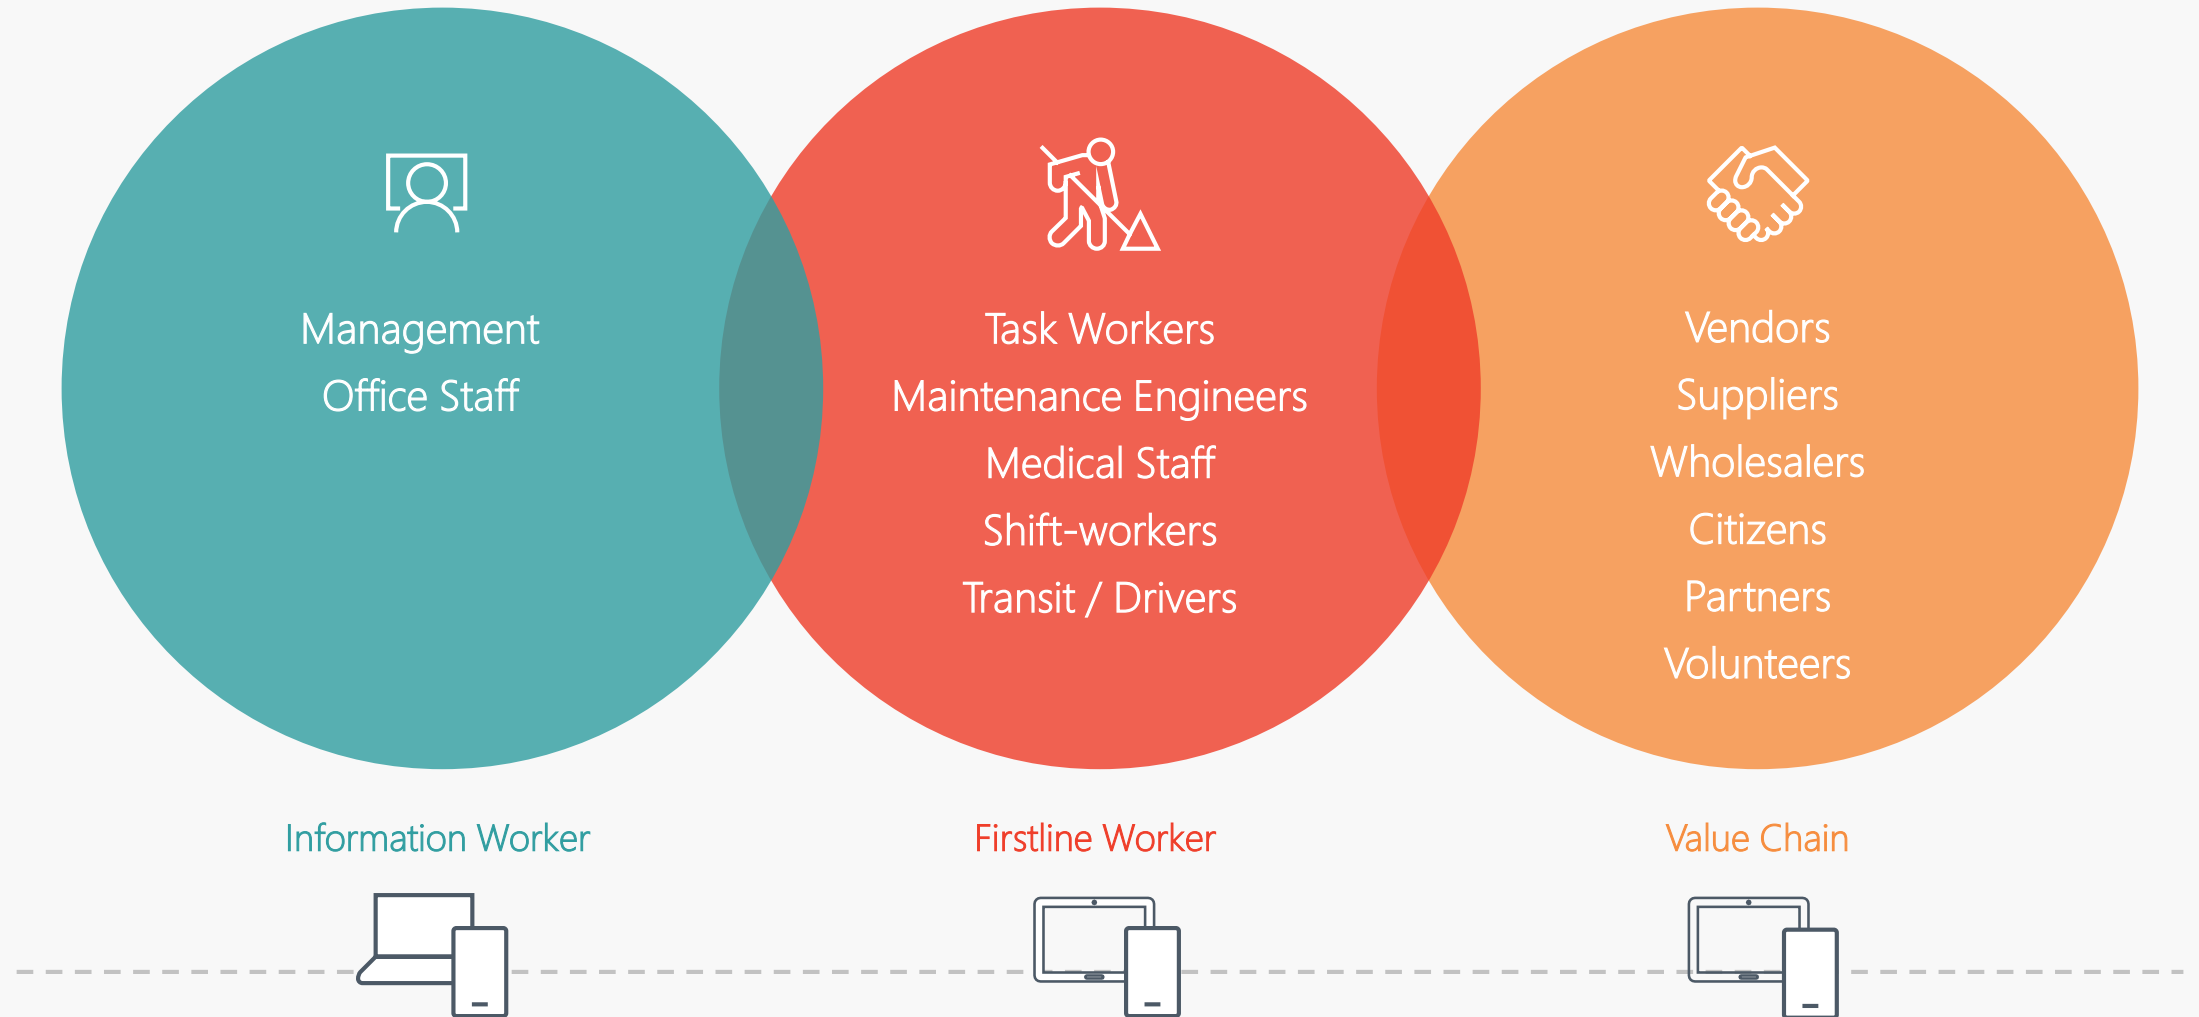 Management
Office Staff
Task Workers
Maintenance Engineers
Medical Staff
Shift-workers
Transit / Drivers
Vendors
Suppliers
Wholesalers
Citizens
Partners
Volunteers
Information Worker
Firstline Worker
Value Chain